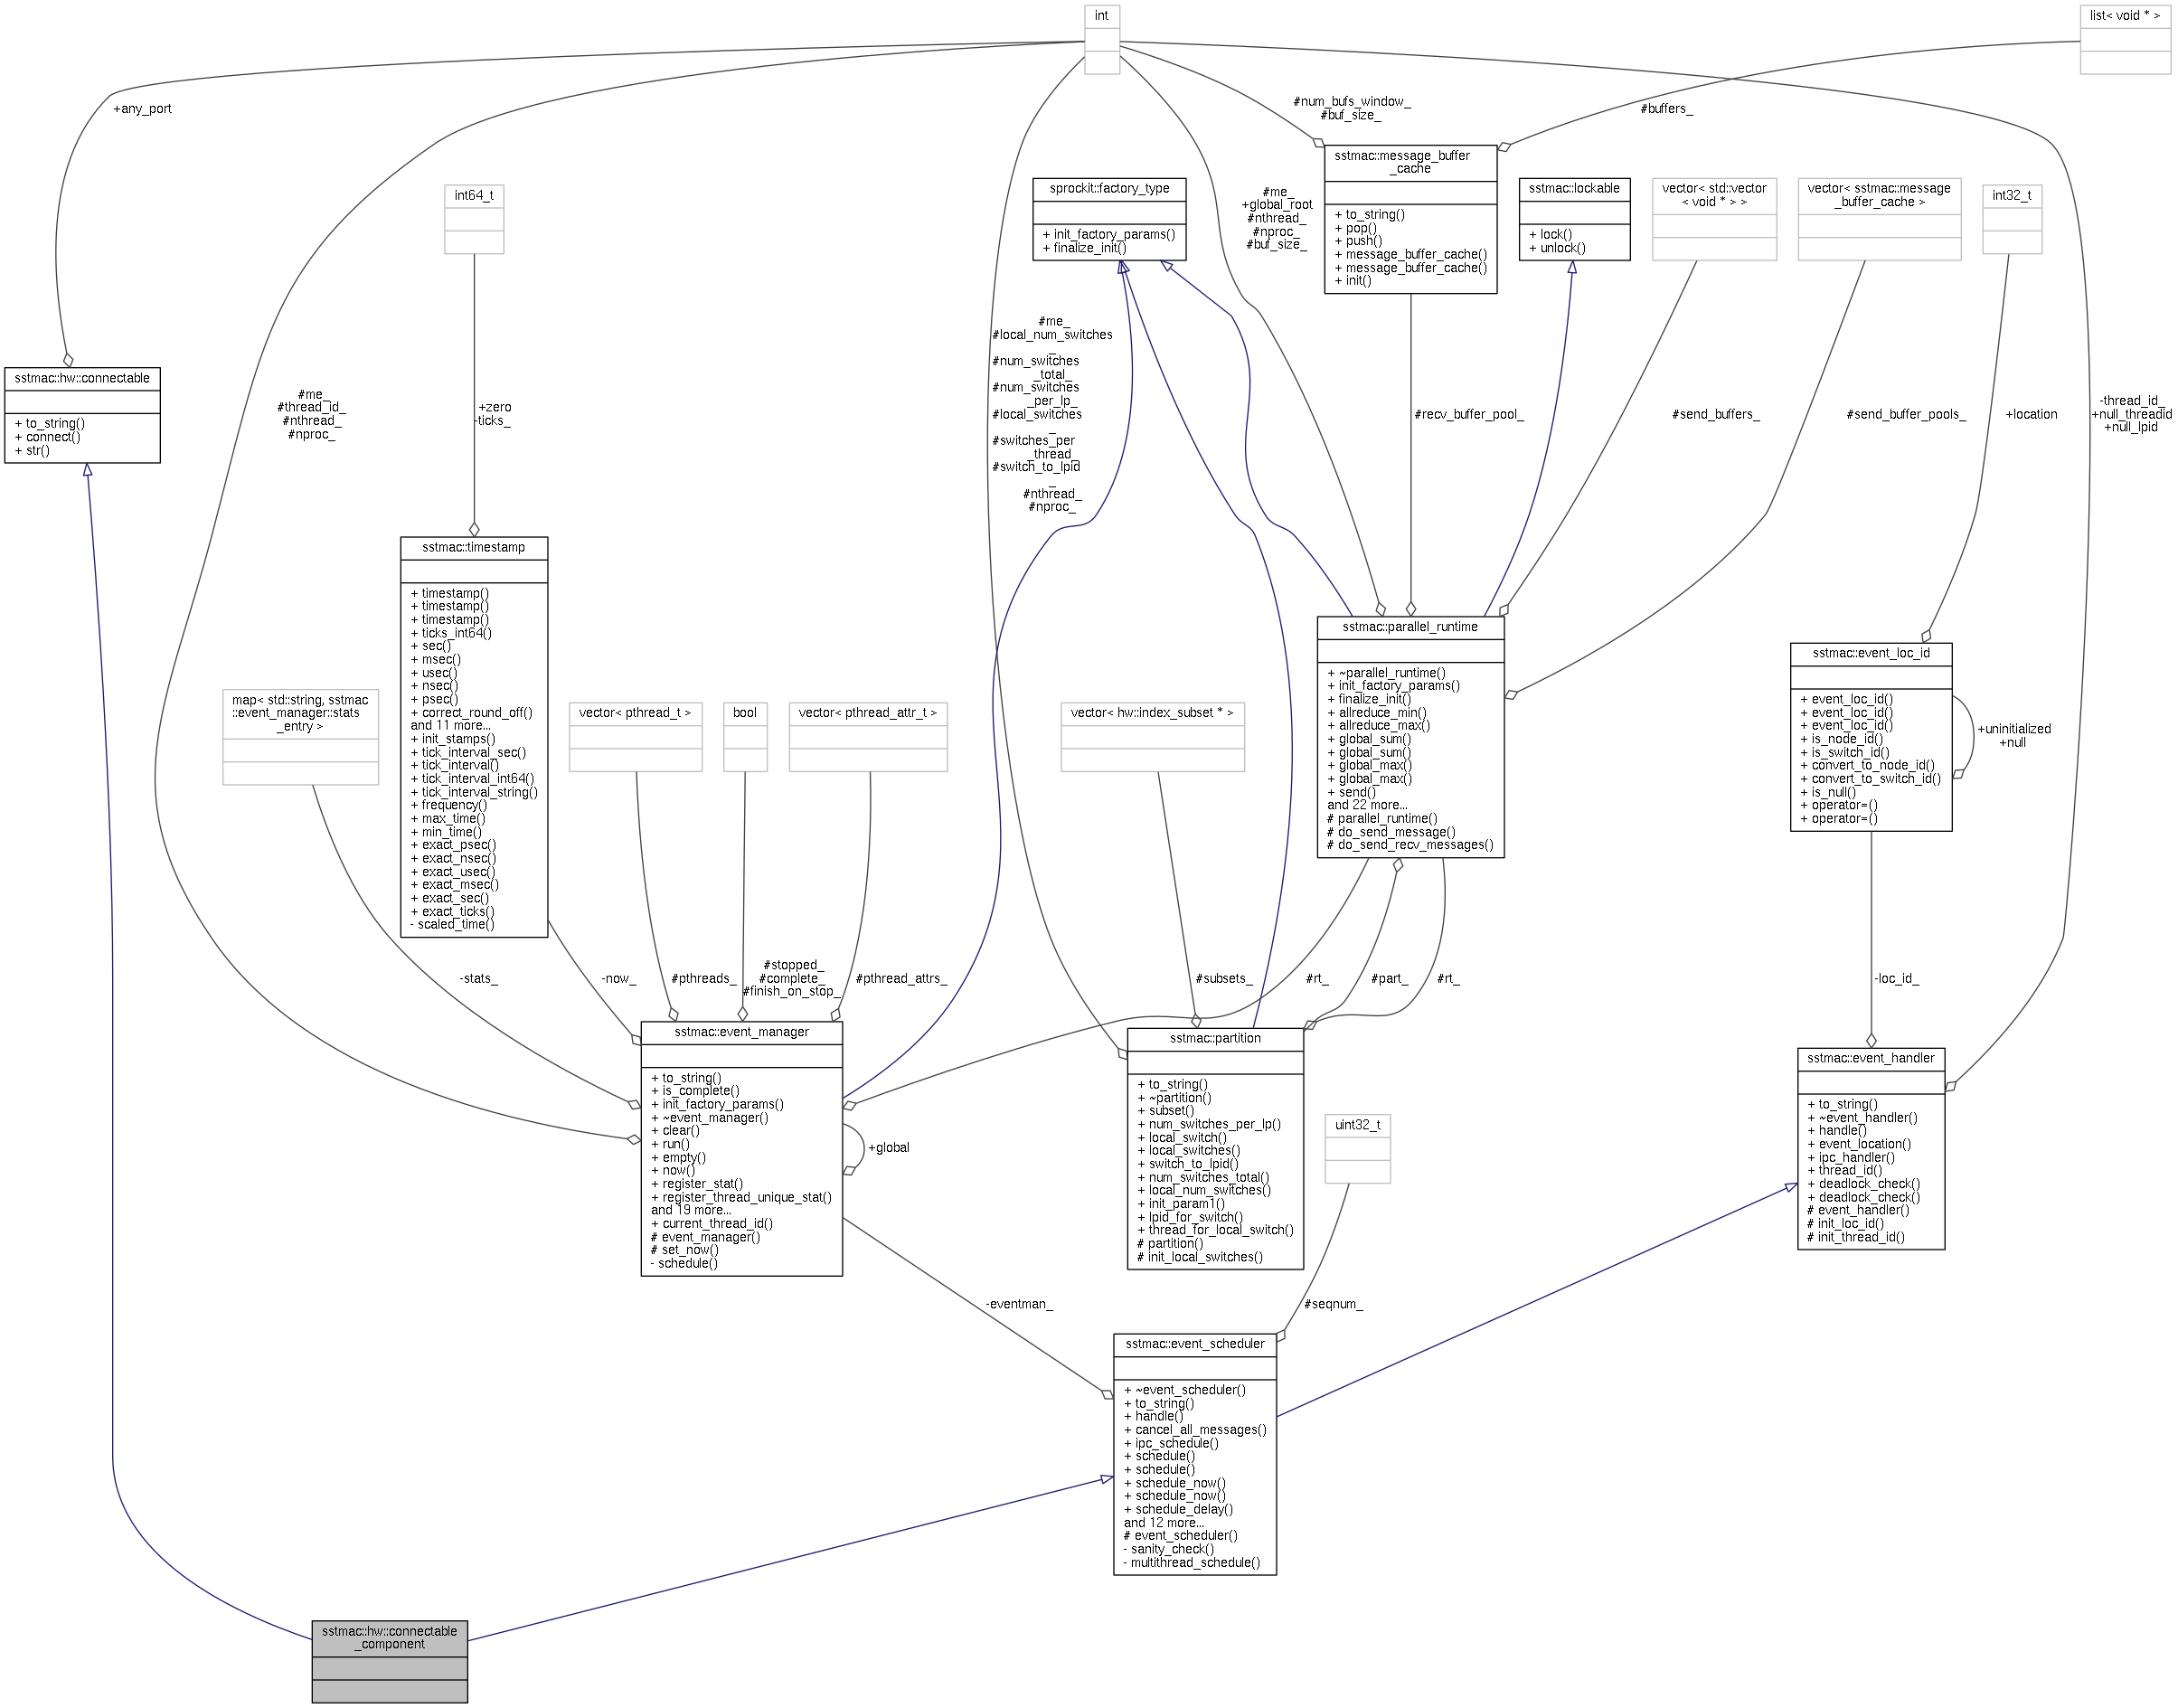 int
list< void * >
+any_port
#num_bufs_window_
#buf_size_
#buffers_
sstmac::message_buffer
_cache
+ to_string()
+ pop()
+ push()
+ message_buffer_cache()
+ message_buffer_cache()
+ init()
sprockit::factory_type
+ init_factory_params()
+ finalize_init()
sstmac::lockable
+ lock()
+ unlock()
vector< std::vector
< void * > >
vector< sstmac::message
_buffer_cache >
int32_t
int64_t
#me_
+global_root
#nthread_
#nproc_
#buf_size_
#me_
#local_num_switches
_
#num_switches
_total_
#num_switches
_per_lp_
#local_switches
_
#switches_per
_thread_
#switch_to_lpid
_
#nthread_
#nproc_
sstmac::hw::connectable
+ to_string()
+ connect()
+ str()
#me_
#thread_id_
#nthread_
#nproc_
+zero
-ticks_
#recv_buffer_pool_
#send_buffers_
#send_buffer_pools_
+location
-thread_id_
+null_threadid
+null_lpid
sstmac::timestamp
+ timestamp()
+ timestamp()
+ timestamp()
+ ticks_int64()
+ sec()
+ msec()
+ usec()
+ nsec()
+ psec()
+ correct_round_off()
and 11 more...
+ init_stamps()
+ tick_interval_sec()
+ tick_interval()
+ tick_interval_int64()
+ tick_interval_string()
+ frequency()
+ max_time()
+ min_time()
+ exact_psec()
+ exact_nsec()
+ exact_usec()
+ exact_msec()
+ exact_sec()
+ exact_ticks()
- scaled_time()
sstmac::parallel_runtime
+ ~parallel_runtime()
+ init_factory_params()
+ finalize_init()
+ allreduce_min()
+ allreduce_max()
+ global_sum()
+ global_sum()
+ global_max()
+ global_max()
+ send()
and 22 more...
# parallel_runtime()
# do_send_message()
# do_send_recv_messages()
sstmac::event_loc_id
+ event_loc_id()
+ event_loc_id()
+ event_loc_id()
+ is_node_id()
+ is_switch_id()
+ convert_to_node_id()
+ convert_to_switch_id()
+ is_null()
+ operator=()
+ operator=()
+uninitialized
+null
map< std::string, sstmac
::event_manager::stats
_entry >
vector< pthread_t >
bool
vector< pthread_attr_t >
vector< hw::index_subset * >
-stats_
-now_
#pthreads_
#stopped_
#complete_
#finish_on_stop_
#pthread_attrs_
#subsets_
#rt_
#part_
#rt_
-loc_id_
sstmac::event_manager
+ to_string()
+ is_complete()
+ init_factory_params()
+ ~event_manager()
+ clear()
+ run()
+ empty()
+ now()
+ register_stat()
+ register_thread_unique_stat()
and 19 more...
+ current_thread_id()
# event_manager()
# set_now()
- schedule()
+global
sstmac::partition
+ to_string()
+ ~partition()
+ subset()
+ num_switches_per_lp()
+ local_switch()
+ local_switches()
+ switch_to_lpid()
+ num_switches_total()
+ local_num_switches()
+ init_param1()
+ lpid_for_switch()
+ thread_for_local_switch()
# partition()
# init_local_switches()
uint32_t
sstmac::event_handler
+ to_string()
+ ~event_handler()
+ handle()
+ event_location()
+ ipc_handler()
+ thread_id()
+ deadlock_check()
+ deadlock_check()
# event_handler()
# init_loc_id()
# init_thread_id()
-eventman_
#seqnum_
sstmac::event_scheduler
+ ~event_scheduler()
+ to_string()
+ handle()
+ cancel_all_messages()
+ ipc_schedule()
+ schedule()
+ schedule()
+ schedule_now()
+ schedule_now()
+ schedule_delay()
and 12 more...
# event_scheduler()
- sanity_check()
- multithread_schedule()
sstmac::hw::connectable
_component